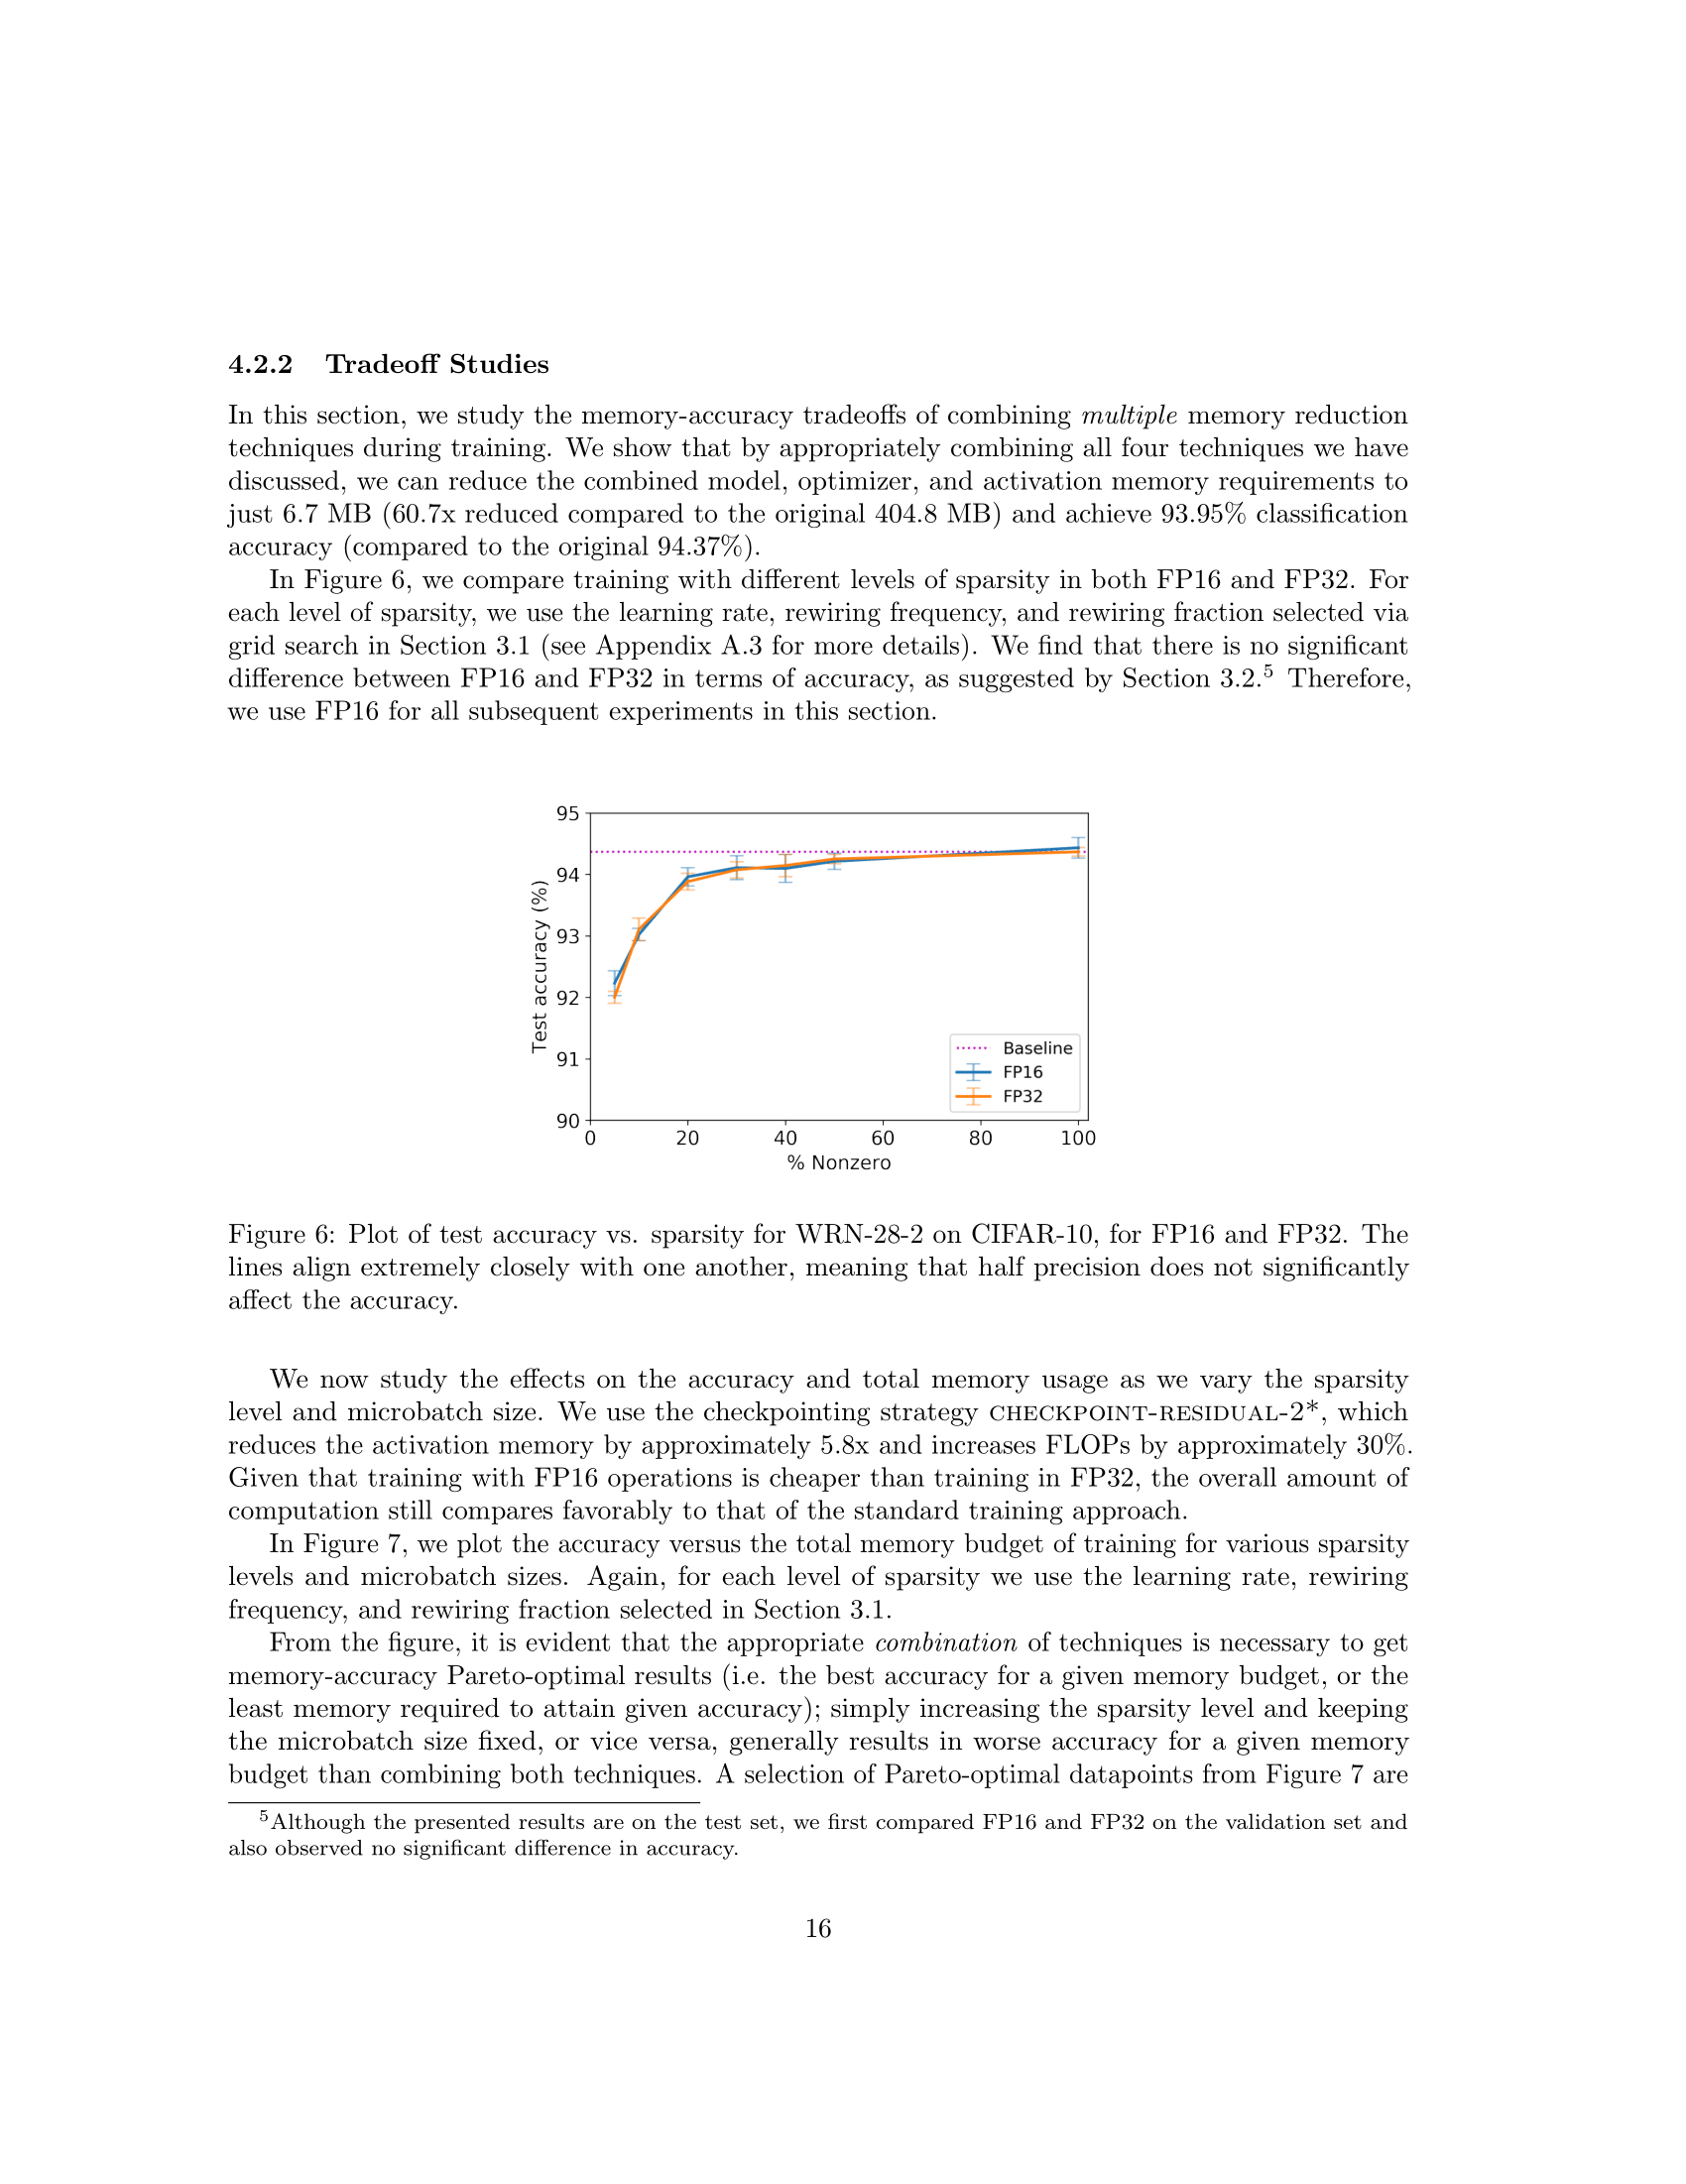 4.2.2 Tradeoff Studies
In this section, we study the memory-accuracy tradeoffs of combining multiple memory reduction
techniques during training. We show that by appropriately combining all four techniques we have
discussed, we can reduce the combined model, optimizer, and activation memory requirements to
just 6.7 MB (60.7x reduced compared to the original 404.8 MB) and achieve 93.95% classification
accuracy (compared to the original 94.37%).
In Figure 6, we compare training with different levels of sparsity in both FP16 and FP32. For
each level of sparsity, we use the learning rate, rewiring frequency, and rewiring fraction selected via
grid search in Section 3.1 (see Appendix A.3 for more details). We find that there is no significant
difference between FP16 and FP32 in terms of accuracy, as suggested by Section 3.2.⁵ Therefore,
we use FP16 for all subsequent experiments in this section.
95
94
93
92
91
90
Test accuracy (%)
0 20 40 60 80 100
% Nonzero
Baseline
FP16
FP32
Figure 6: Plot of test accuracy vs. sparsity for WRN-28-2 on CIFAR-10, for FP16 and FP32. The
lines align extremely closely with one another, meaning that half precision does not significantly
affect the accuracy.
We now study the effects on the accuracy and total memory usage as we vary the sparsity
level and microbatch size. We use the checkpointing strategy CHECKPOINT-RESIDUAL-2*, which
reduces the activation memory by approximately 5.8x and increases FLOPs by approximately 30%.
Given that training with FP16 operations is cheaper than training in FP32, the overall amount of
computation still compares favorably to that of the standard training approach.
In Figure 7, we plot the accuracy versus the total memory budget of training for various sparsity
levels and microbatch sizes. Again, for each level of sparsity we use the learning rate, rewiring
frequency, and rewiring fraction selected in Section 3.1.
From the figure, it is evident that the appropriate combination of techniques is necessary to get
memory-accuracy Pareto-optimal results (i.e. the best accuracy for a given memory budget, or the
least memory required to attain given accuracy); simply increasing the sparsity level and keeping
the microbatch size fixed, or vice versa, generally results in worse accuracy for a given memory
budget than combining both techniques. A selection of Pareto-optimal datapoints from Figure 7 are
⁵Although the presented results are on the test set, we first compared FP16 and FP32 on the validation set and
also observed no significant difference in accuracy.
16